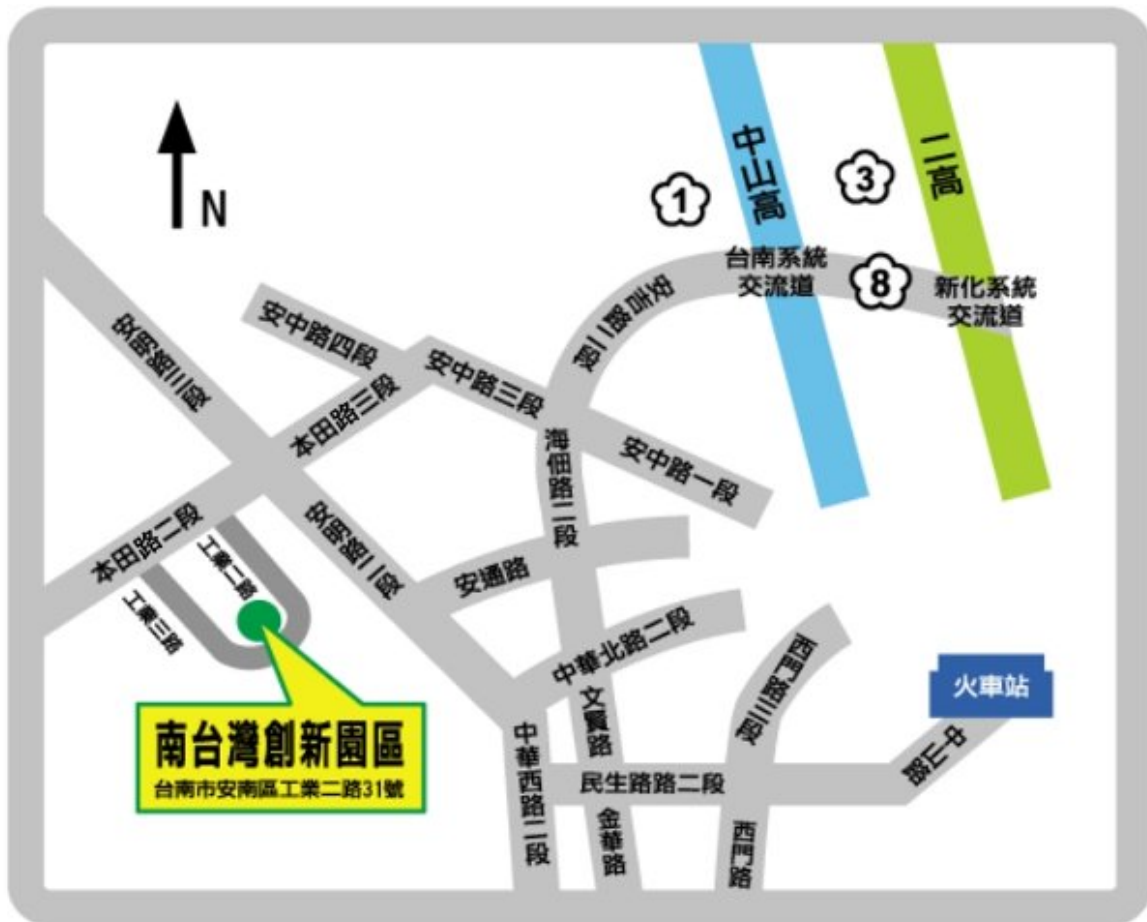 N
中山高
二高
1
3
台南系統
交流道
8
新化系統
交流道
安吉路二段
安明路三段
安中路四段
安中路三段
安中路一段
本田路三段
海佃路二段
本田路二段
工業二路
工業三路
安明路二段
安通路
中華北路二段
文賢路
西門路三段
火車站
中山路
南台灣創新園區
台南市安南區工業二路31號
中華西路二段
民生路路二段
金華路
西門路